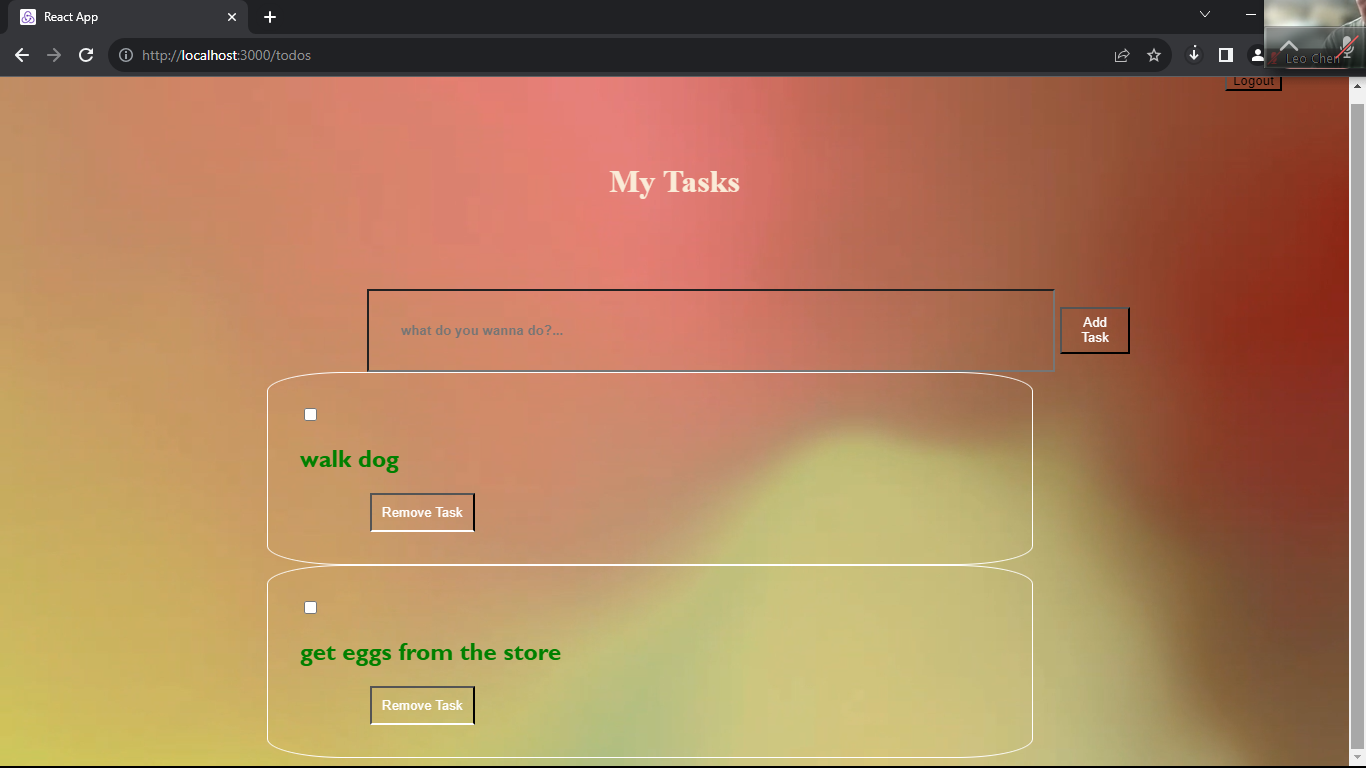 React App
http://localhost:3000/todos
Leo Chen
Logout
My Tasks
what do you wanna do?...
Add
Task
walk dog
Remove Task
get eggs from the store
Remove Task